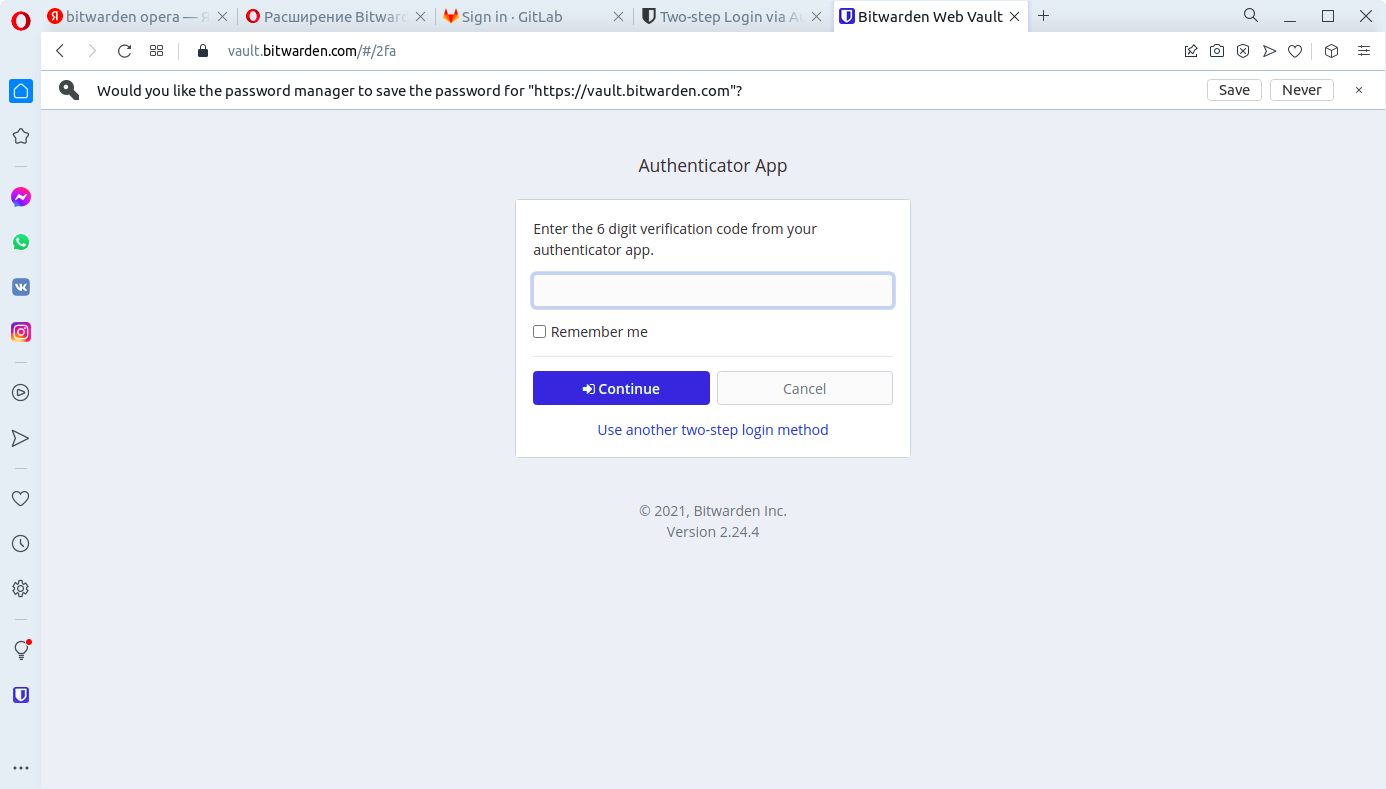 bitwarden opera — Я
Расширение Bitward
Sign in · GitLab
Two-step Login via Au
Bitwarden Web Vault
vault.bitwarden.com/#/2fa
Would you like the password manager to save the password for "https://vault.bitwarden.com"?
Save
Never
Authenticator App
Enter the 6 digit verification code from your
authenticator app.
Remember me
Continue
Cancel
Use another two-step login method
© 2021, Bitwarden Inc.
Version 2.24.4